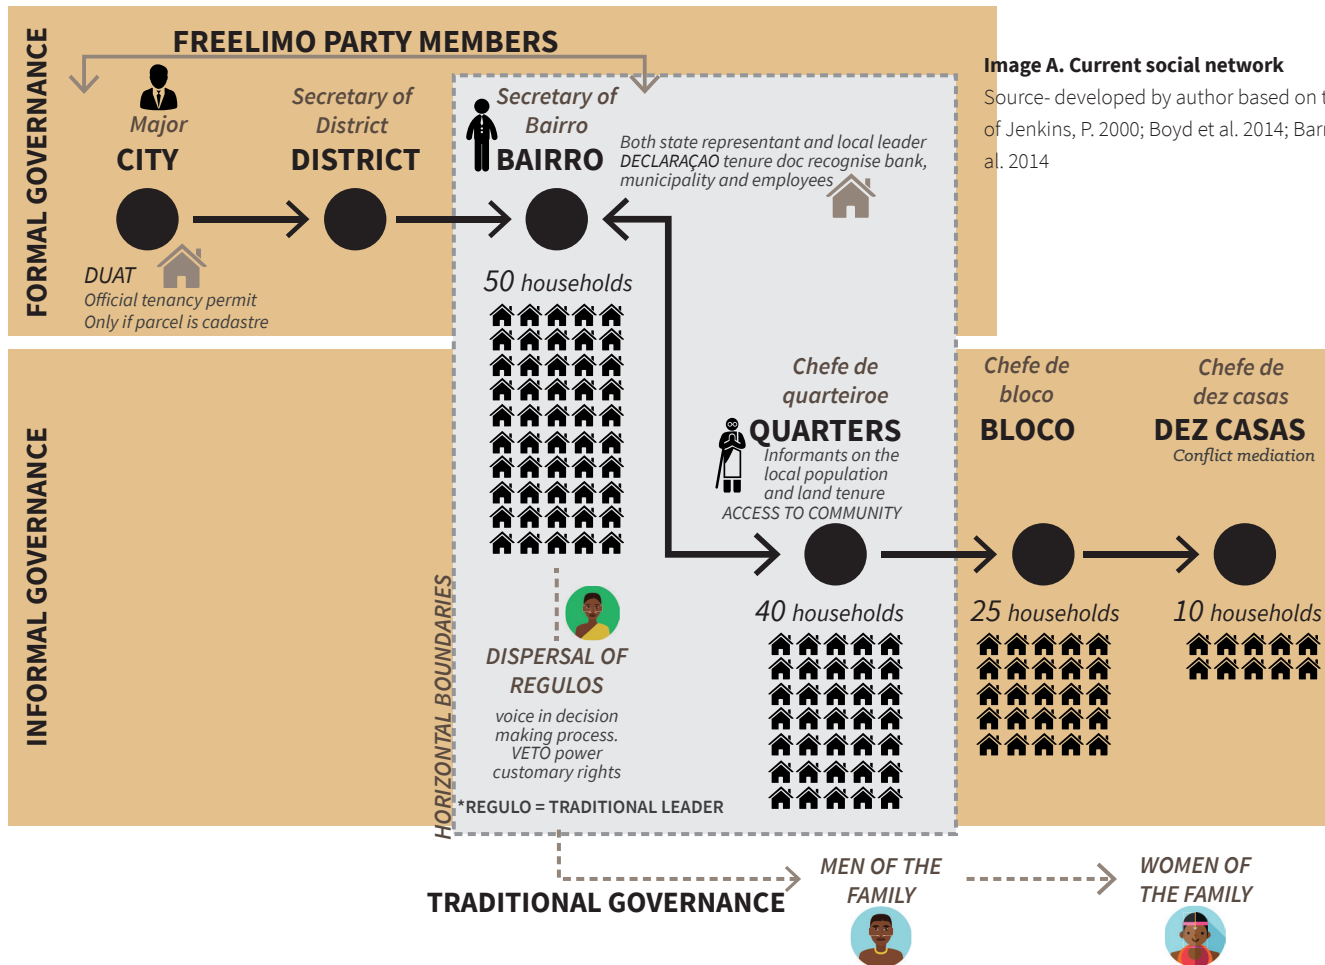 FORMAL GOVERNANCE
FREELIMO PARTY MEMBERS
Major
CITY
Secretary of
District
DISTRICT
Secretary of
Bairro
BAIRRO
Both state representant and local leader
DECLARAÇAO tenure doc recognise bank,
municipality and employees
DUAT
Official tenancy permit
Only if parcel is cadastre
50 households
Image A. Current social network
Source- developed by author based on
of Jenkins, P. 2000; Boyd et al. 2014;
al. 2014
INFORMAL GOVERNANCE
HORIZONTAL BOUNDARIES
Chefe de
quarteiroe
QUARTERS
Informants on the
local population
and land tenure
ACCESS TO COMMUNITY
40 households
Chefe de
bloco
BLOCO
25 households
Chefe de
dez casas
DEZ CASAS
Conflict mediation
10 households
DISPERSAL OF
REGULOS
voice in decision
making process.
VETO power
customary rights
*REGULO = TRADITIONAL LEADER
TRADITIONAL GOVERNANCE
MEN OF THE
FAMILY
WOMEN OF
THE FAMILY